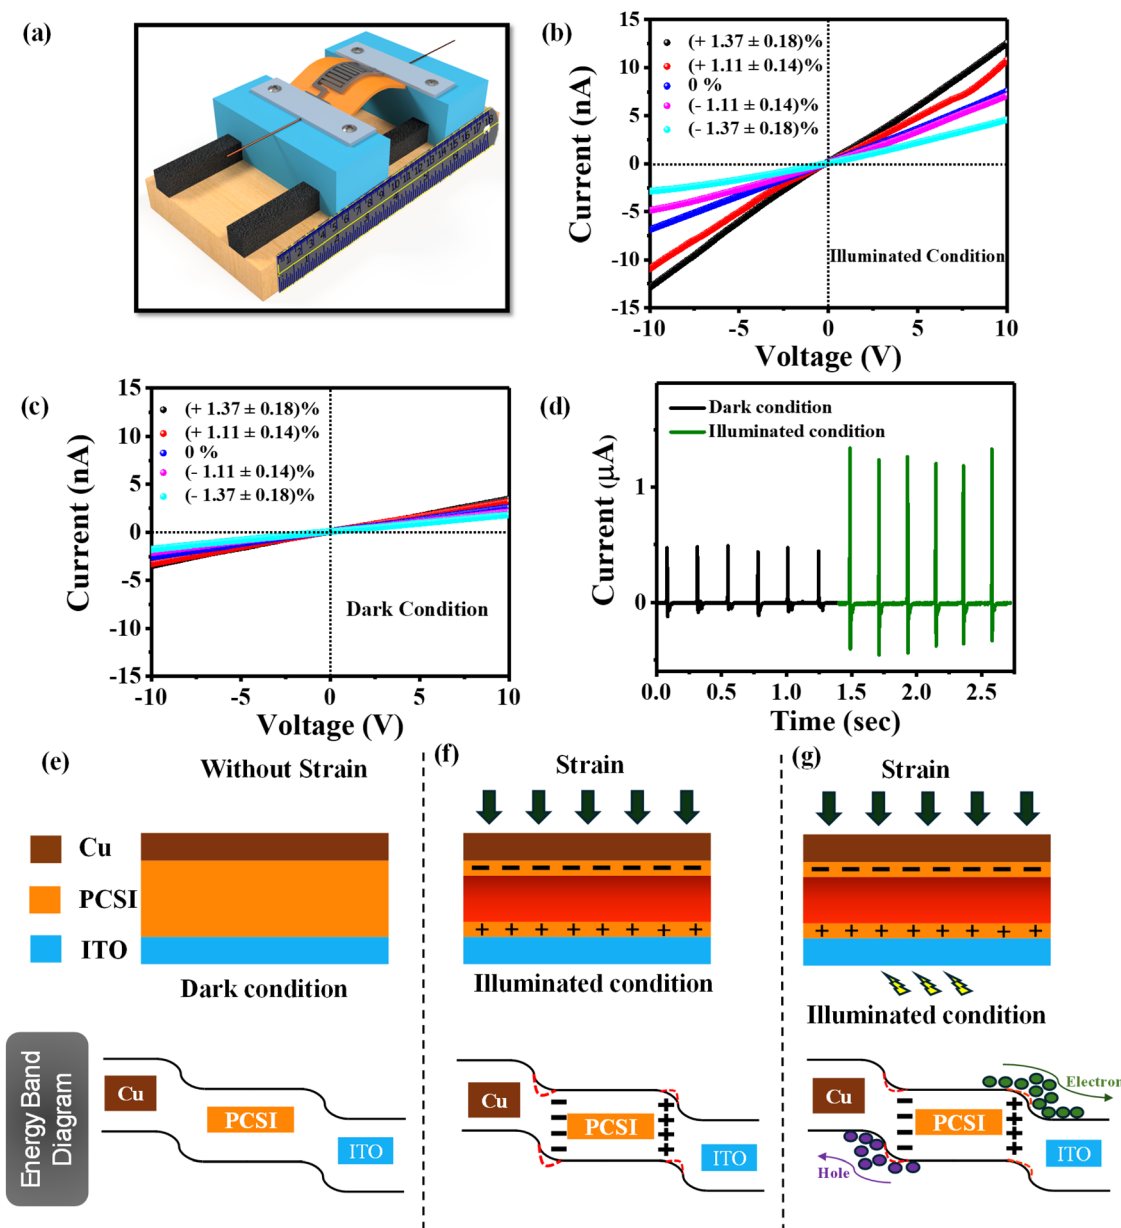 (a)
(b)
15
10
5
0
-5
-10
-15
Current (nA)
(+ 1.37 ± 0.18)%
(+ 1.11 ± 0.14)%
0 %
(- 1.11 ± 0.14)%
(- 1.37 ± 0.18)%
Illuminated Condition
-10
-5
0
5
10
Voltage (V)
(c)
15
10
5
0
-5
-10
-15
Current (nA)
(+ 1.37 ± 0.18)%
(+ 1.11 ± 0.14)%
0 %
(- 1.11 ± 0.14)%
(- 1.37 ± 0.18)%
Dark Condition
-10
-5
0
5
10
Voltage (V)
(d)
Dark condition
Illuminated condition
1
0
Current (µA)
0.0
0.5
1.0
1.5
2.0
2.5
Time (sec)
(e)
Without Strain
Cu
PCSI
ITO
Dark condition
(f)
Strain
Illuminated condition
(g)
Strain
Illuminated condition
Energy Band
Diagram
Cu
PCSI
ITO
Cu
PCSI
ITO
Cu
PCSI
ITO
Electron
Hole